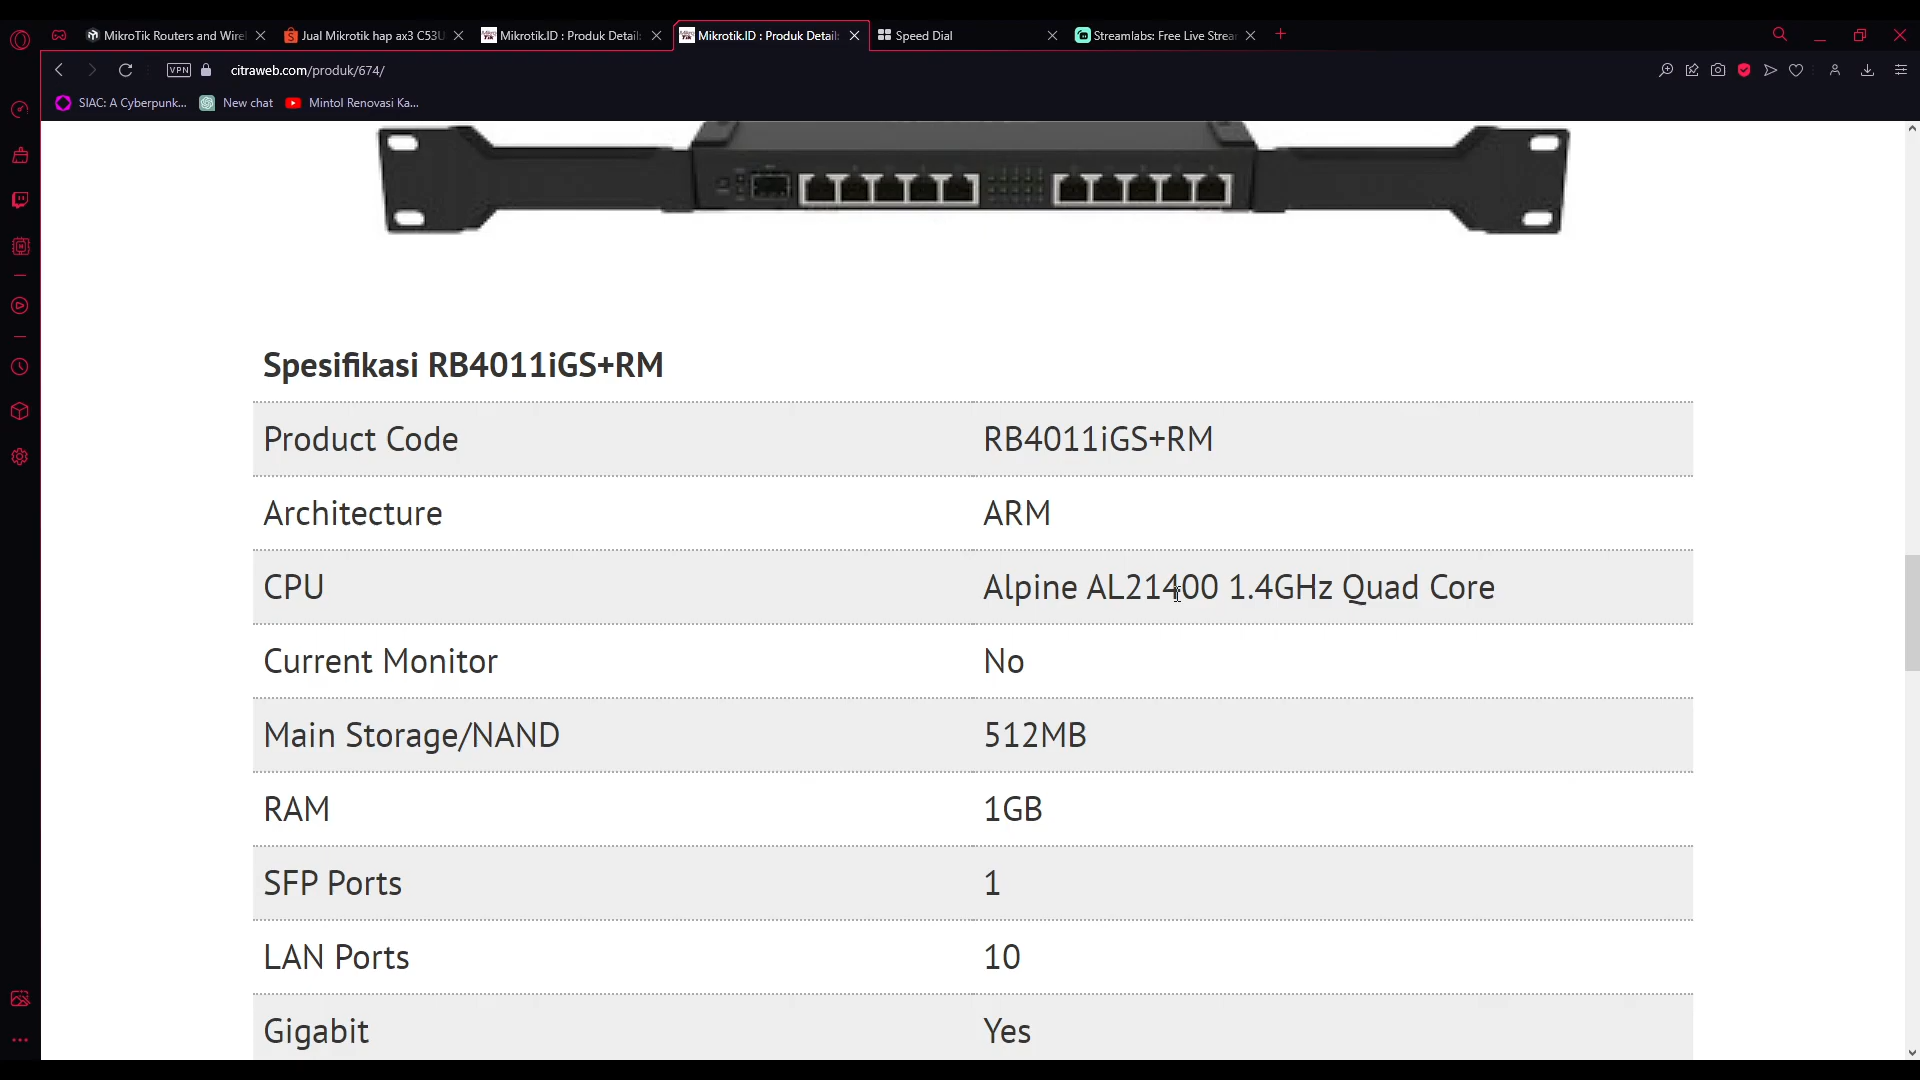 MikroTik Routers and Wirel
Jual Mikrotik hap ax3 C53U
Mikrotik.ID : Produk Detail:
Mikrotik.ID : Produk Detail:
Speed Dial
Streamlabs: Free Live Strear
VPN
citraweb.com/produk/674/
SIAC: A Cyberpunk...
New chat
Mintol Renovasi Ka...
Spesifikasi RB4011iGS+RM
Product Code RB4011iGS+RM
Architecture ARM
CPU Alpine AL21400 1.4GHz Quad Core
Current Monitor No
Main Storage/NAND 512MB
RAM 1GB
SFP Ports 1
LAN Ports 10
Gigabit Yes